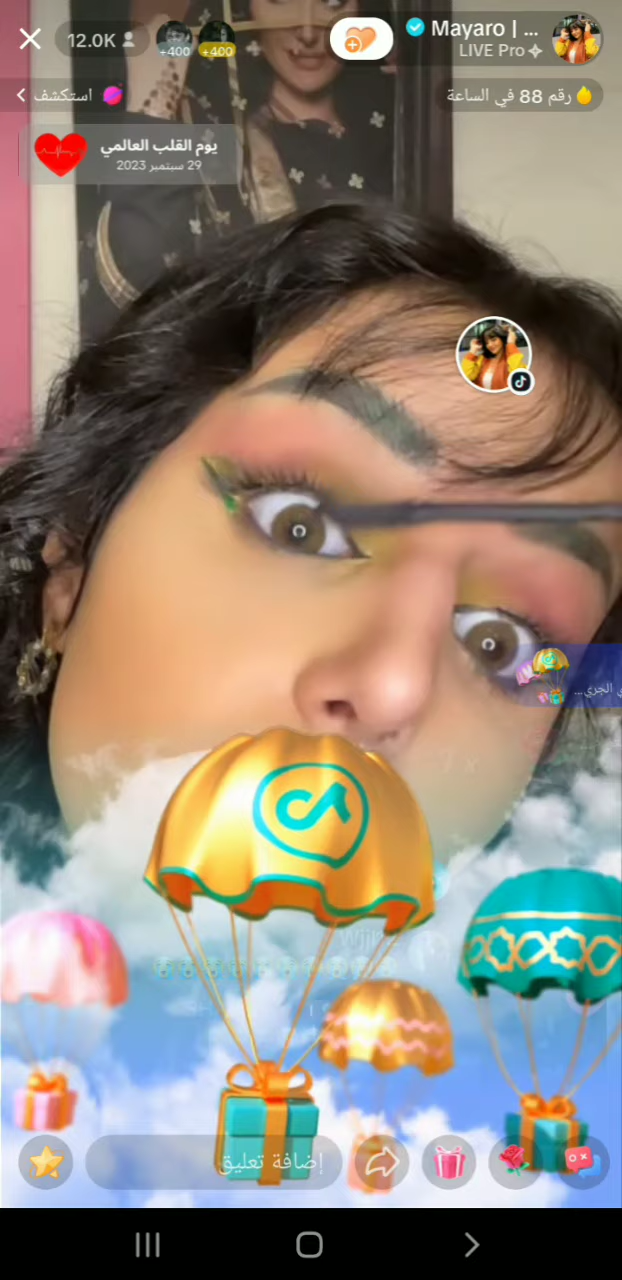 12.0K
+400
+400
Mayaro | ...
LIVE Pro
استكشف
رقم 88 في الساعة
يوم القلب العالمي
29 سبتمبر 2023
ي الجري...
إضافة تعليق